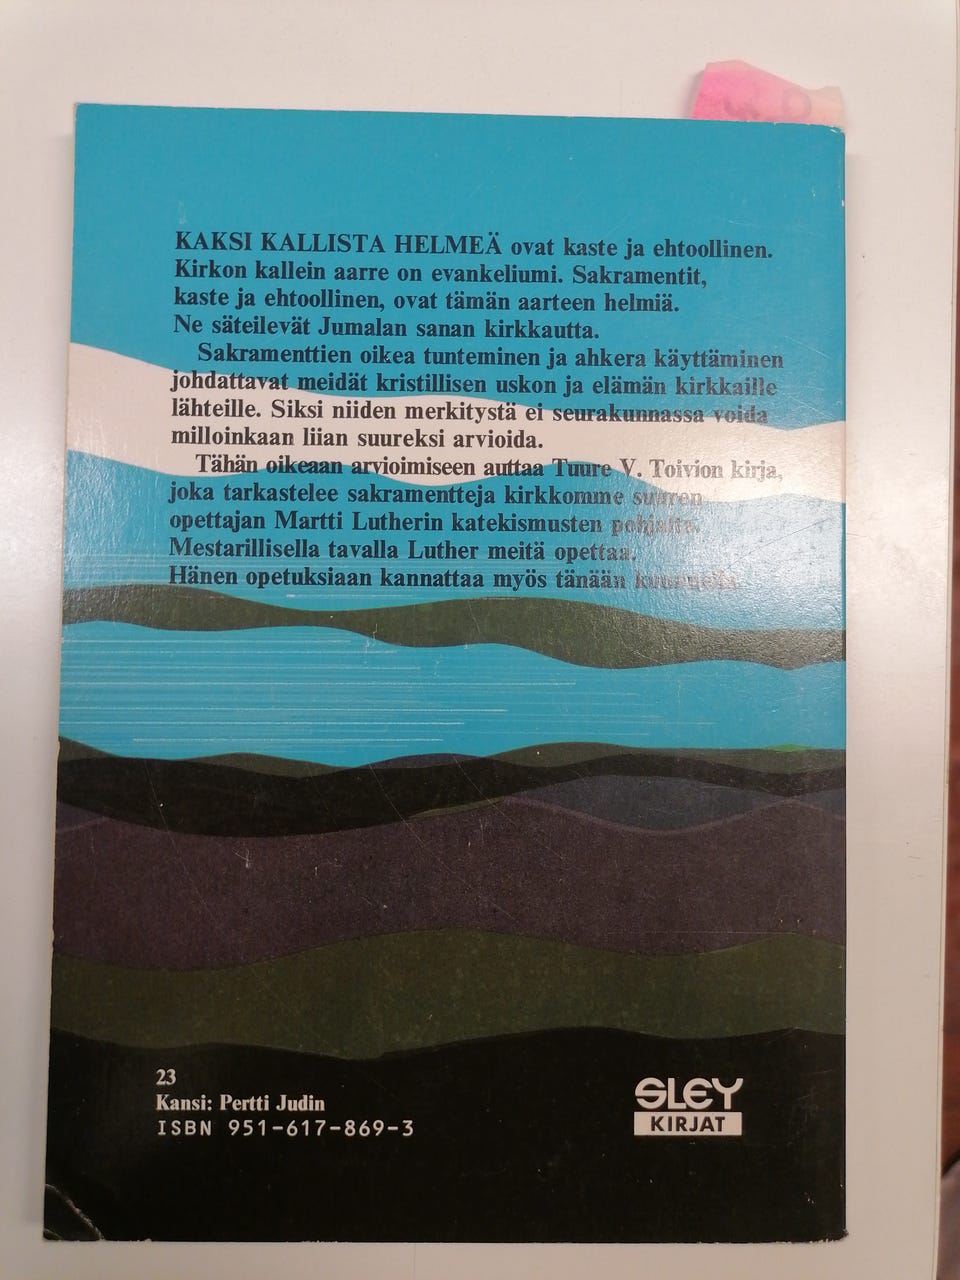 KAKSI KALLISTA HELMEÄ ovat kaste ja ehtoollinen.
Kirkon kallein aarre on evankeliumi. Sakramentit,
kaste ja ehtoollinen, ovat tämän aarteen helmiä.
Ne säteilevät Jumalan sanan kirkkautta.
Sakramenttien oikea tunteminen ja ahkera käyttäminen
johdattavat meidät kristillisen uskon ja elämän kirkkaille
lähteille. Siksi niiden merkitystä ei seurakunnassa voida
milloinkaan liian suureksi arvioida.
Tähän oikeaan arvioimiseen auttaa Tuure V. Toivion kirja,
joka tarkastelee sakramentteja kirkkomme suuren
opettajan Martti Lutherin katekismusten pohjalta.
Mestarillisella tavalla Luther meitä opettaa.
Hänen opetuksiaan kannattaa myös tänään kuunnella.
23
Kansi: Pertti Judin
ISBN 951-617-869-3
SLEY
KIRJAT